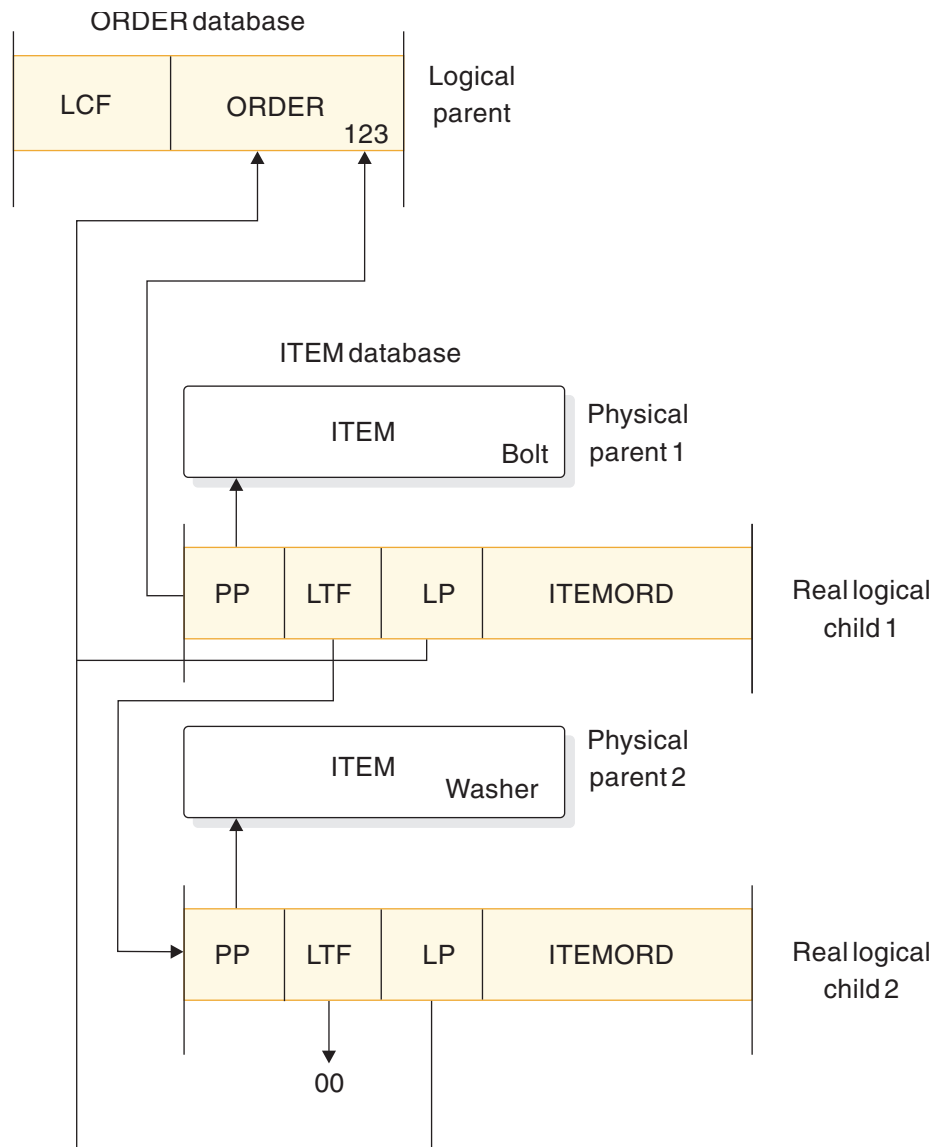 ORDER database
LCF
ORDER
123
Logical
parent
ITEM database
ITEM
Bolt
Physical
parent 1
PP
LTF
LP
ITEMORD
Real logical
child 1
ITEM
Washer
Physical
parent 2
PP
LTF
LP
ITEMORD
Real logical
child 2
00